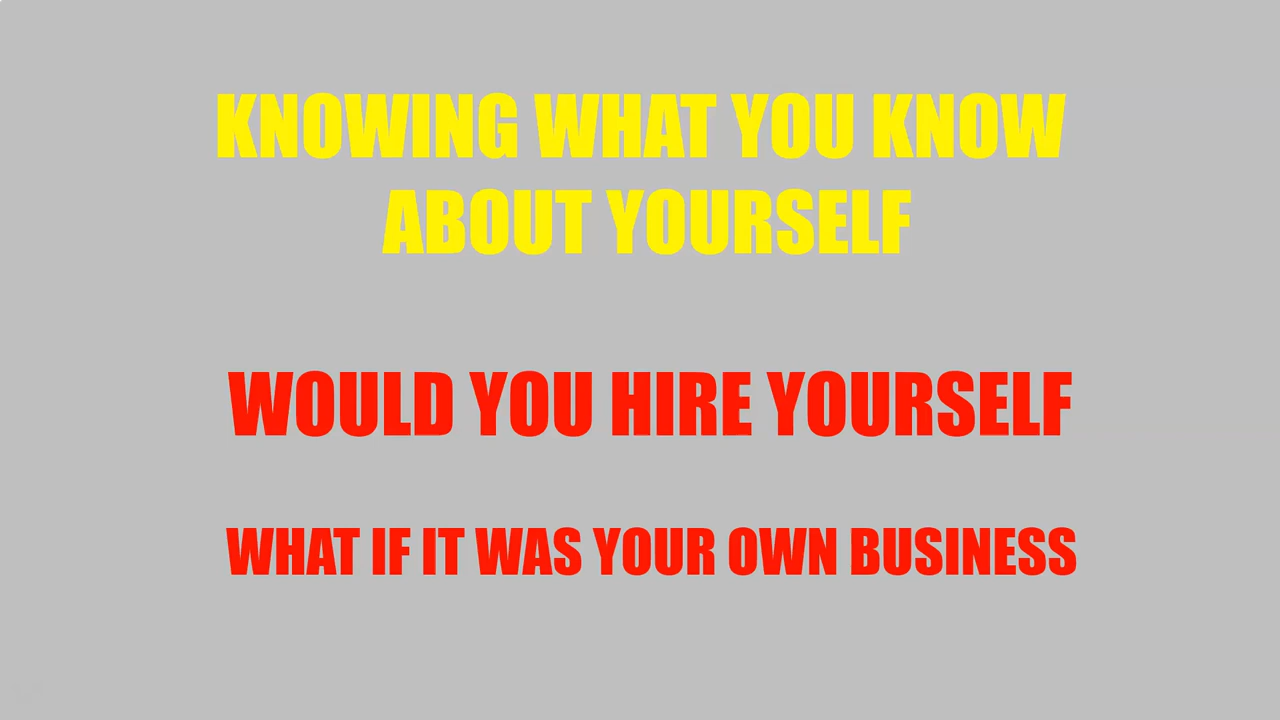 KNOWING WHAT YOU KNOW
ABOUT YOURSELF
WOULD YOU HIRE YOURSELF
WHAT IF IT WAS YOUR OWN BUSINESS